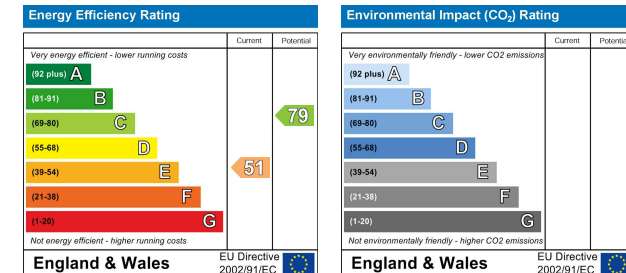 Energy Efficiency Rating
Current Potential
Very energy efficient - lower running costs
(92 plus) A
(81-91) B
(69-80) C
79
(55-68) D
(39-54) E
51
(21-38) F
(1-20) G
Not energy efficient - higher running costs
England & Wales
EU Directive
2002/91/EC
Environmental Impact (CO₂) Rating
Current Potential
Very environmentally friendly - lower CO2 emissions
(92 plus) A
(81-91) B
(69-80) C
(55-68) D
(39-54) E
(21-38) F
(1-20) G
Not environmentally friendly - higher CO2 emissions
England & Wales
EU Directive
2002/91/EC